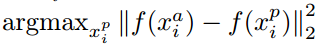 argmax_{x_i^p} ‖f(x_i^a) − f(x_i^p)‖_2^2